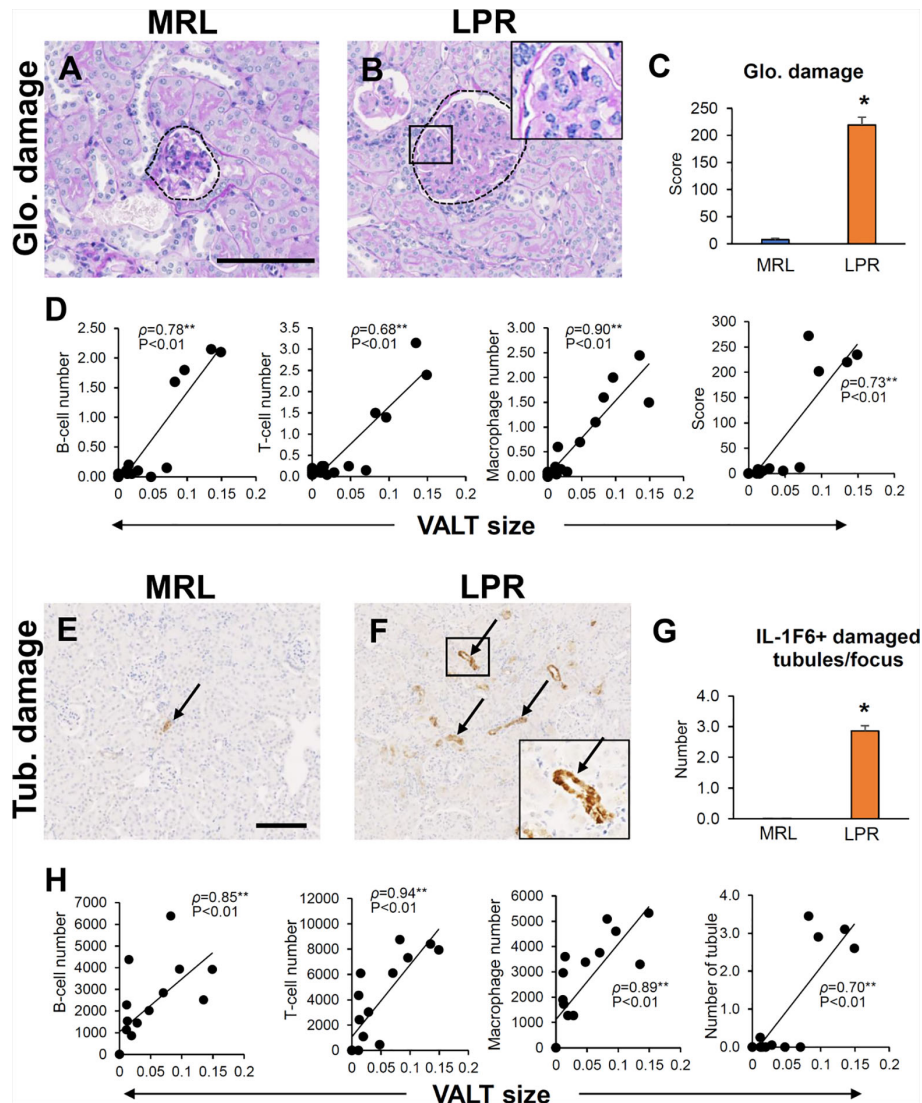 MRL
LPR
Glo. damage
A
B
C
Glo. damage
Score
250
200
150
100
50
0
*
MRL
LPR
D
B-cell number
2.50
2.00
1.50
1.00
0.50
0.00
ρ=0.78**
P<0.01
0 0.05 0.1 0.15 0.2
T-cell number
3.5
3.0
2.5
2.0
1.5
1.0
0.5
0.0
ρ=0.68**
P<0.01
0 0.05 0.1 0.15 0.2
Macrophage number
3.00
2.50
2.00
1.50
1.00
0.50
0.00
ρ=0.90**
P<0.01
0 0.05 0.1 0.15 0.2
Score
300
250
200
150
100
50
0
ρ=0.73**
P<0.01
0 0.05 0.1 0.15 0.2
VALT size
MRL
LPR
Tub. damage
E
F
G
IL-1F6+ damaged
tubules/focus
Number
4.0
3.0
2.0
1.0
0.0
*
MRL
LPR
H
B-cell number
7000
6000
5000
4000
3000
2000
1000
0
ρ=0.85**
P<0.01
0 0.05 0.1 0.15 0.2
T-cell number
12000
10000
8000
6000
4000
2000
0
ρ=0.94**
P<0.01
0 0.05 0.1 0.15 0.2
Macrophage number
6000
5000
4000
3000
2000
1000
0
ρ=0.89**
P<0.01
0 0.05 0.1 0.15 0.2
Number of tubule
4.0
3.0
2.0
1.0
0.0
ρ=0.70**
P<0.01
0 0.05 0.1 0.15 0.2
VALT size